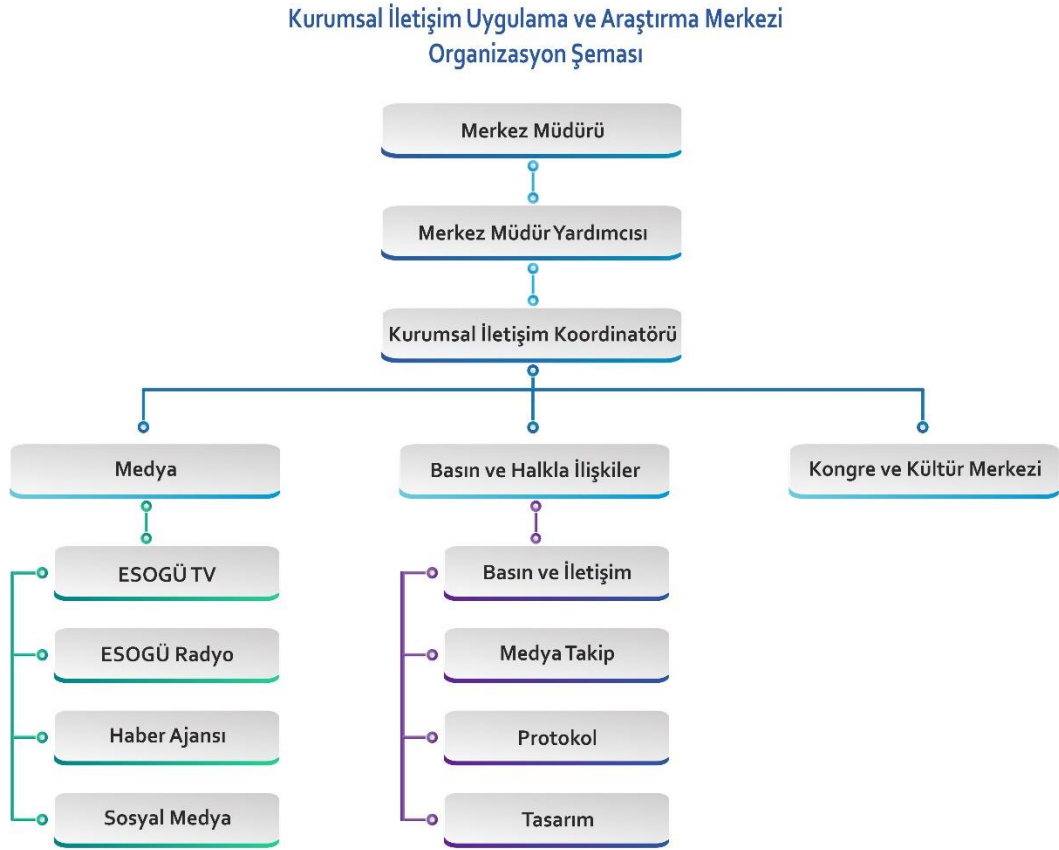 Kurumsal İletişim Uygulama ve Araştırma Merkezi
Organizasyon Şeması
Merkez Müdürü
Merkez Müdür Yardımcısı
Kurumsal İletişim Koordinatörü
Medya
Basın ve Halkla İlişkiler
Kongre ve Kültür Merkezi
ESOGÜ TV
ESOGÜ Radyo
Haber Ajansı
Sosyal Medya
Basın ve İletişim
Medya Takip
Protokol
Tasarım